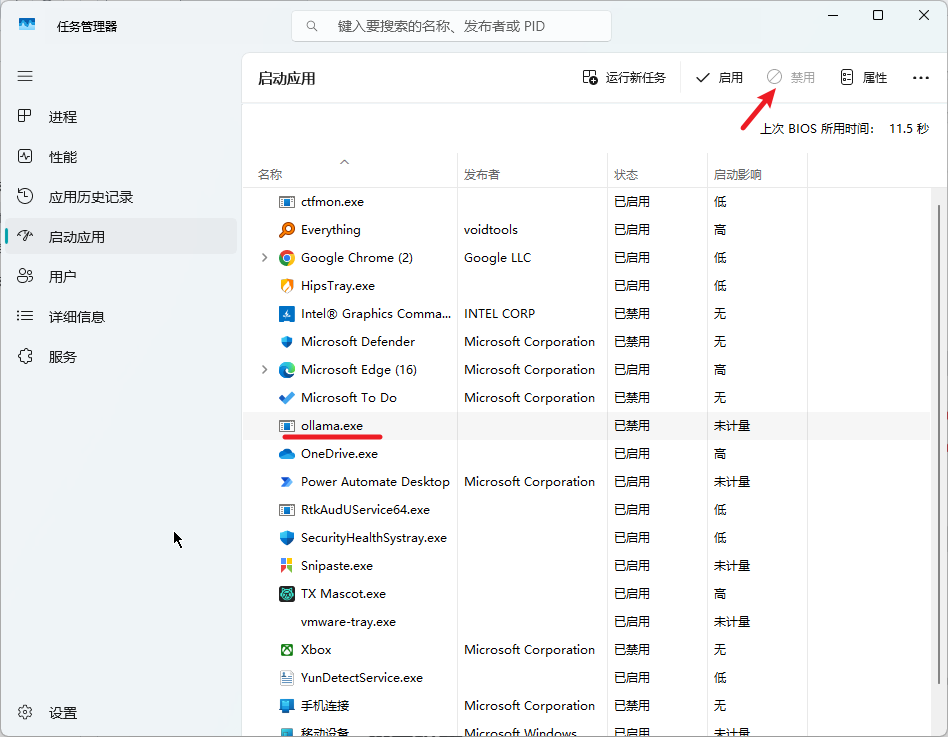 任务管理器
键入要搜索的名称、发布者或 PID
启动应用
运行新任务
启用
禁用
属性
进程
性能
应用历史记录
启动应用
用户
详细信息
服务
设置
上次 BIOS 所用时间： 11.5 秒
名称 发布者 状态 启动影响
ctfmon.exe 已启用 低
Everything voidtools 已启用 高
Google Chrome (2) Google LLC 已启用 低
HipsTray.exe 已启用 低
Intel® Graphics Comma... INTEL CORP 已禁用 无
Microsoft Defender Microsoft Corporation 已禁用 无
Microsoft Edge (16) Microsoft Corporation 已启用 高
Microsoft To Do Microsoft Corporation 已禁用 无
ollama.exe 已禁用 未计量
OneDrive.exe 已启用 高
Power Automate Desktop Microsoft Corporation 已启用 未计量
RtkAudUService64.exe 已启用 低
SecurityHealthSystray.exe 已启用 低
Snipaste.exe 已启用 未计量
TX Mascot.exe 已启用 高
vmware-tray.exe 已启用 未计量
Xbox Microsoft Corporation 已禁用 无
YunDetectService.exe 已启用 低
手机连接 Microsoft Corporation 已禁用 无
移动设备 Microsoft Windows 已启用 未计量